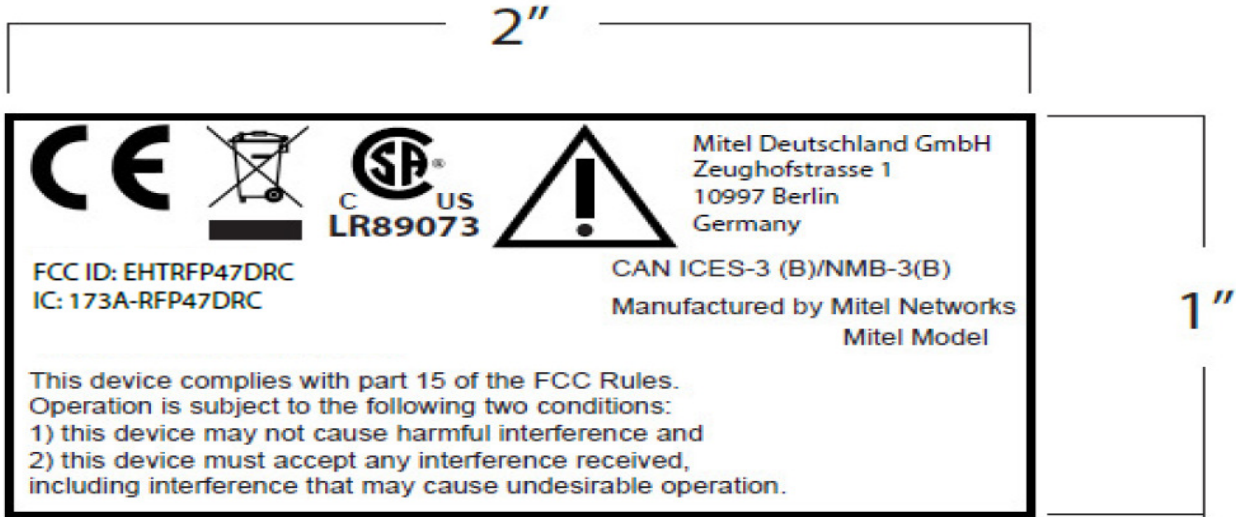 2"
CE
CSA ®
C US
LR89073
Mitel Deutschland GmbH
Zeughofstrasse 1
10997 Berlin
Germany
FCC ID: EHTRFP47DRC
IC: 173A-RFP47DRC
CAN ICES-3 (B)/NMB-3(B)
Manufactured by Mitel Networks
Mitel Model
1"
This device complies with part 15 of the FCC Rules.
Operation is subject to the following two conditions:
1) this device may not cause harmful interference and
2) this device must accept any interference received,
including interference that may cause undesirable operation.